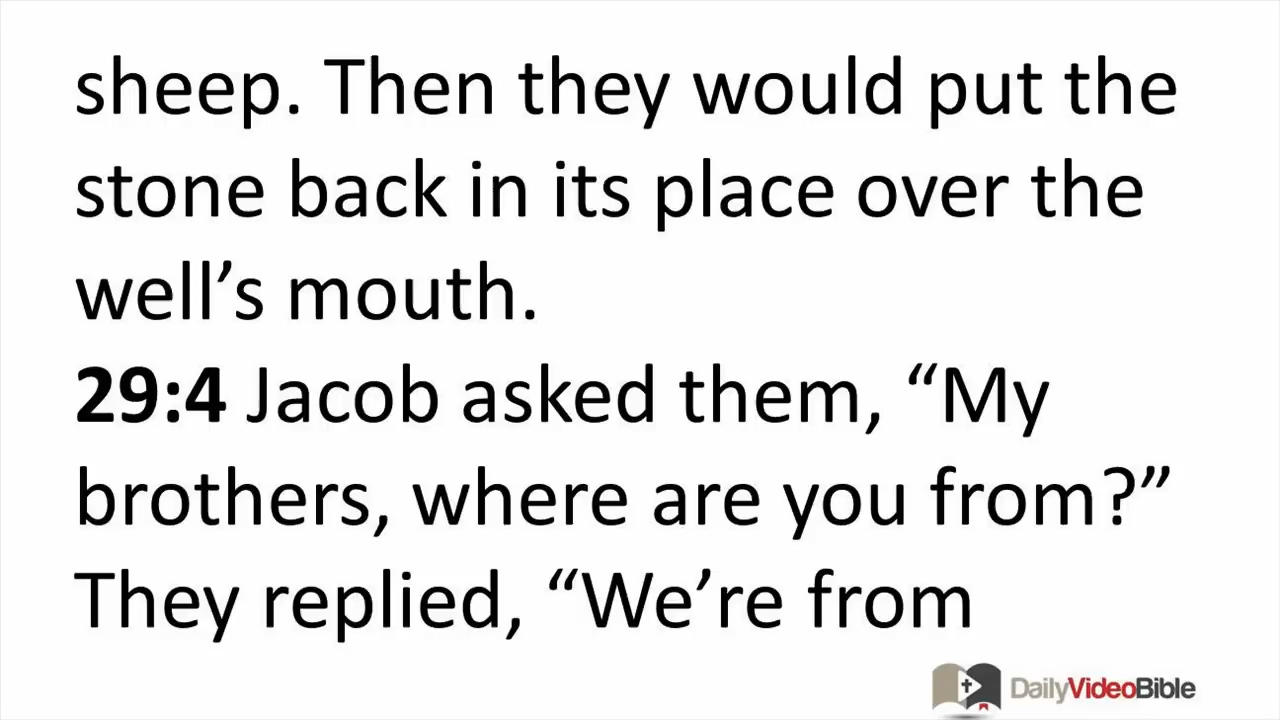 sheep. Then they would put the
stone back in its place over the
well’s mouth.
29:4 Jacob asked them, “My
brothers, where are you from?”
They replied, “We’re from
DailyVideoBible